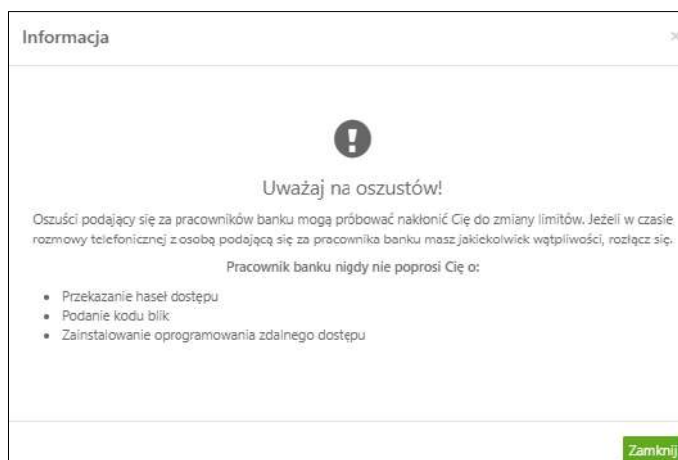 Informacja
Uważaj na oszustów!
Oszuści podający się za pracowników banku mogą próbować nakłonić Cię do zmiany limitów. Jeżeli w czasie
rozmowy telefonicznej z osobą podającą się za pracownika banku masz jakiekolwiek wątpliwości, rozłącz się.
Pracownik banku nigdy nie poprosi Cię o:
• Przekazanie haseł dostępu
• Podanie kodu blik
• Zainstalowanie oprogramowania zdalnego dostępu
Zamknij